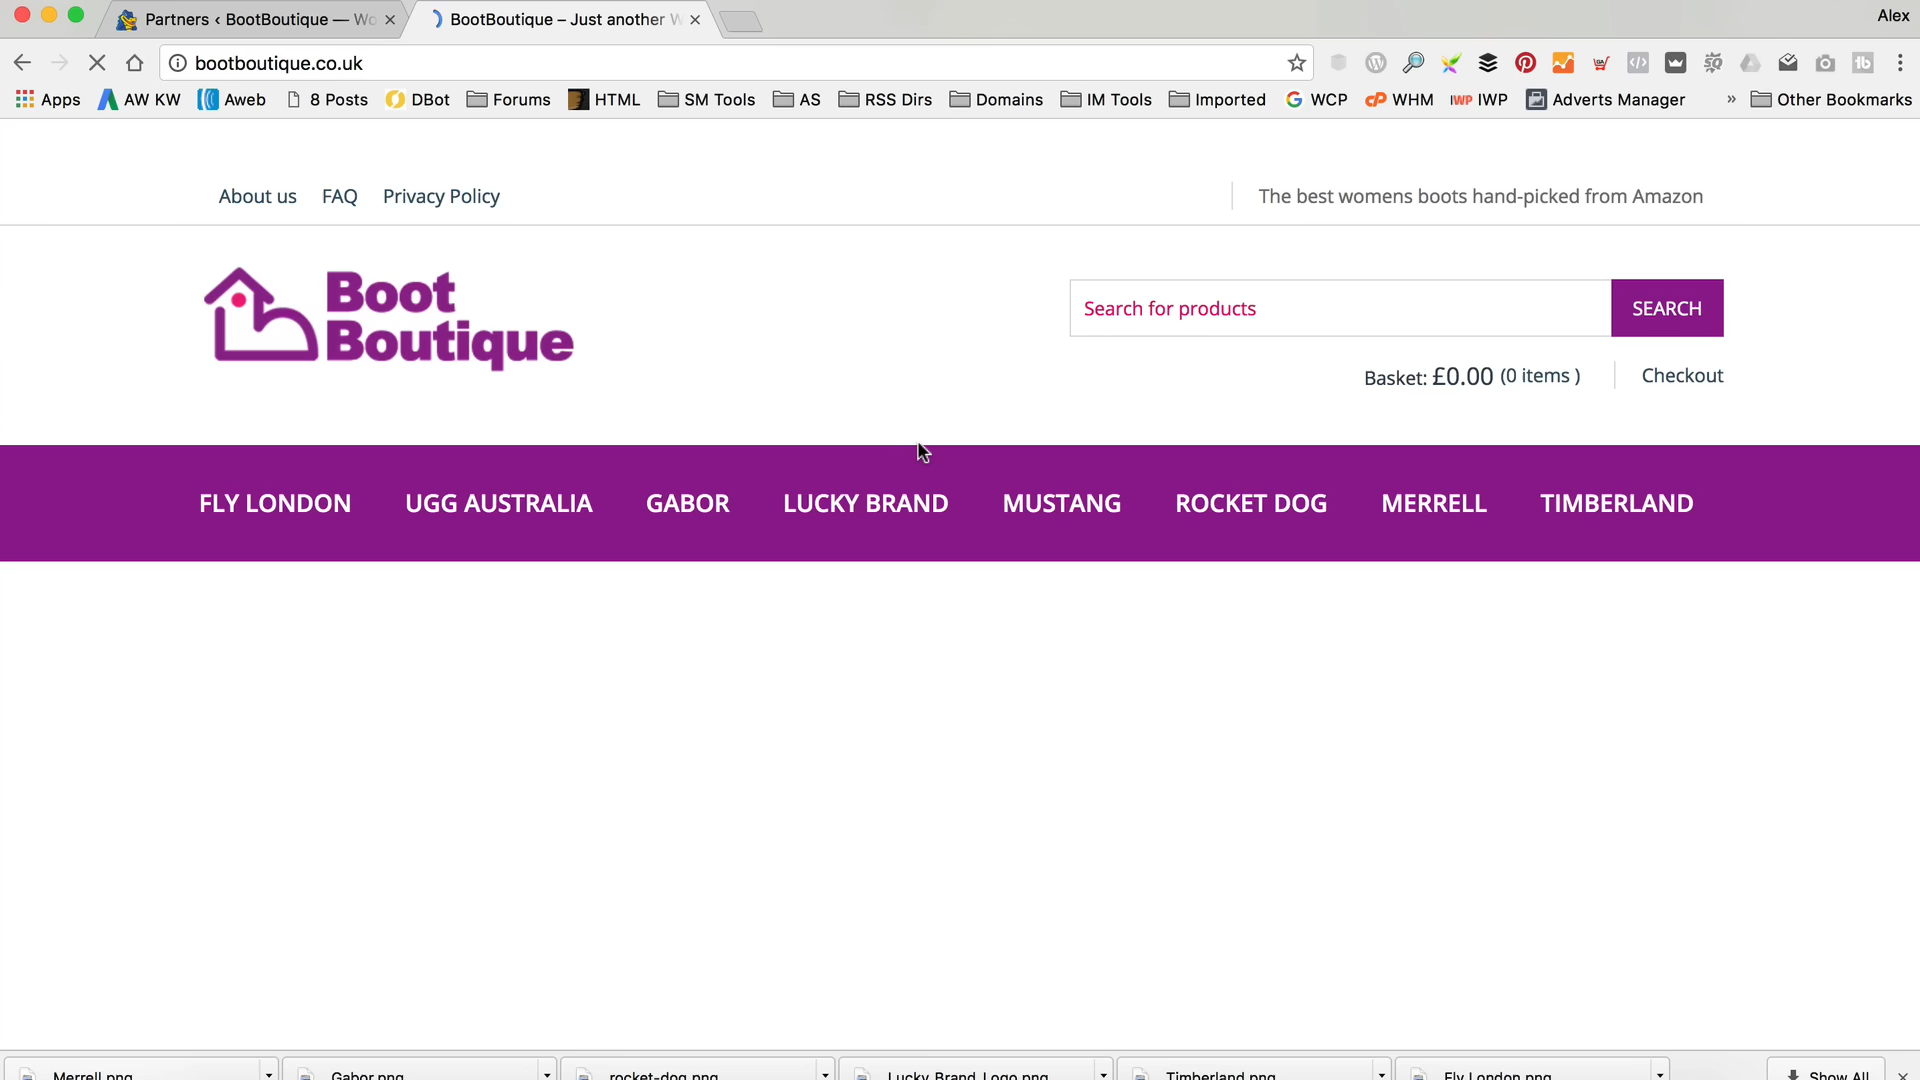 Partners ‹ BootBoutique — Wo
BootBoutique – Just another W
Alex
bootboutique.co.uk
Apps AW KW Aweb 8 Posts DBot Forums HTML SM Tools AS RSS Dirs Domains IM Tools Imported WCP WHM IWP Adverts Manager » Other Bookmarks
About us FAQ Privacy Policy
The best womens boots hand-picked from Amazon
Boot
Boutique
Search for products
SEARCH
Basket: £0.00 (0 items )
Checkout
FLY LONDON UGG AUSTRALIA GABOR LUCKY BRAND MUSTANG ROCKET DOG MERRELL TIMBERLAND
Merrell.png Gabor.png rocket-dog.png Lucky_Brand_Logo.png Timberland.png Fly London.png Show All